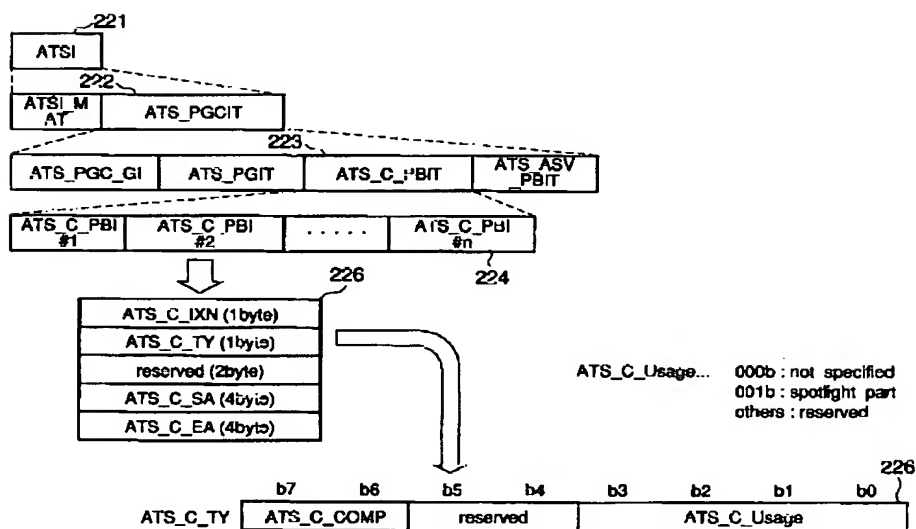 221
ATSI
222
ATSI_M
AT
ATS_PGCIT
223
ATS_PGC_GI
ATS_PGIT
ATS_C_PBIT
ATS_ASV
_PBIT
ATS_C_PBI
#1
ATS_C_PBI
#2
. . . . .
ATS_C_PBI
#n
224
226
ATS_C_IXN (1byte)
ATS_C_TY (1byte)
reserved (2byte)
ATS_C_SA (4byte)
ATS_C_EA (4byte)
ATS_C_Usage... 000b : not specified
001b : spotlight part
others : reserved
226
b7 b6 b5 b4 b3 b2 b1 b0
ATS_C_TY ATS_C_COMP reserved ATS_C_Usage